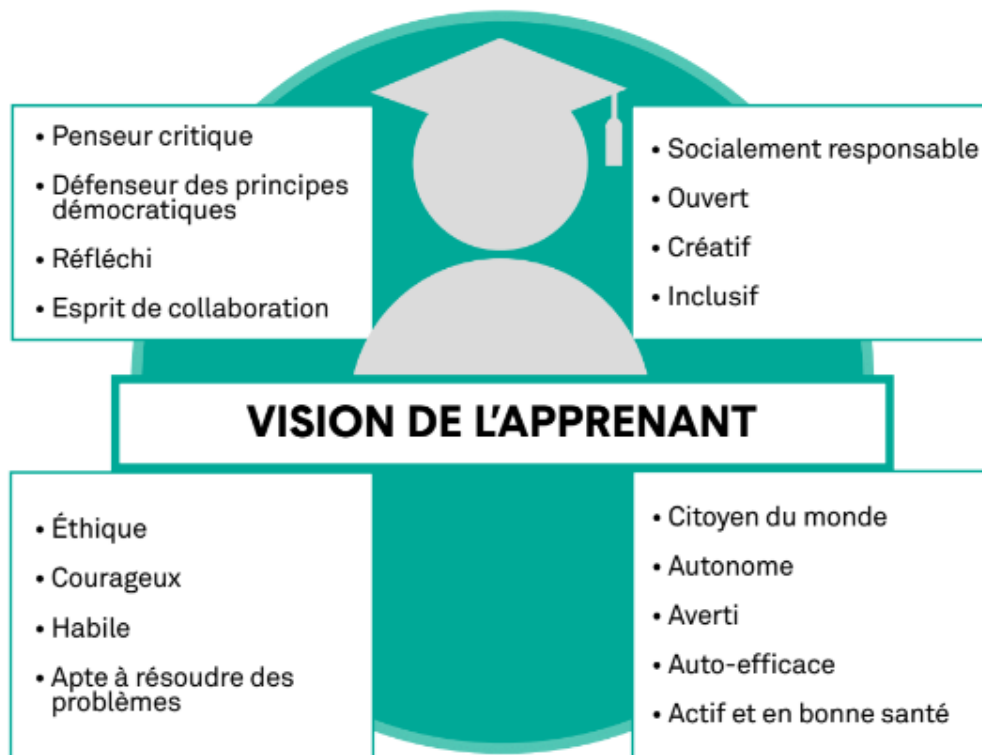 • Penseur critique
• Défenseur des principes
démocratiques
• Réfléchi
• Esprit de collaboration
• Socialement responsable
• Ouvert
• Créatif
• Inclusif
VISION DE L’APPRENANT
• Éthique
• Courageux
• Habile
• Apte à résoudre des
problèmes
• Citoyen du monde
• Autonome
• Averti
• Auto-efficace
• Actif et en bonne santé